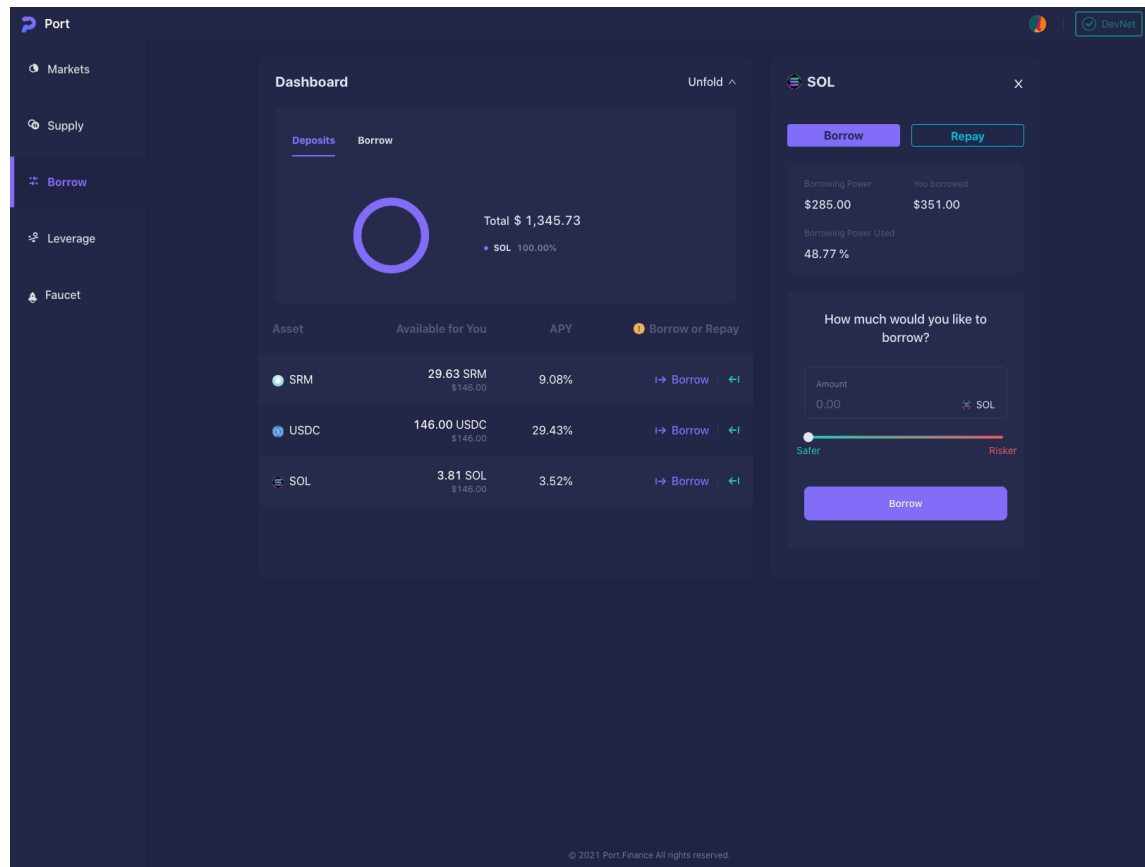 Port
DevNet
Markets
Supply
Borrow
Leverage
Faucet
Dashboard
Unfold
Deposits Borrow
Total $ 1,345.73
SOL 100.00%
Asset Available for You APY Borrow or Repay
SRM 29.63 SRM 9.08% Borrow
$146.00
USDC 146.00 USDC 29.43% Borrow
$146.00
SOL 3.81 SOL 3.52% Borrow
$146.00
SOL X
Borrow Repay
Borrowing Power You borrowed
$285.00 $351.00
Borrowing Power Used
48.77 %
How much would you like to
borrow?
Amount
0.00 SOL
Safer Risker
Borrow
© 2021 Port.Finance All rights reserved.